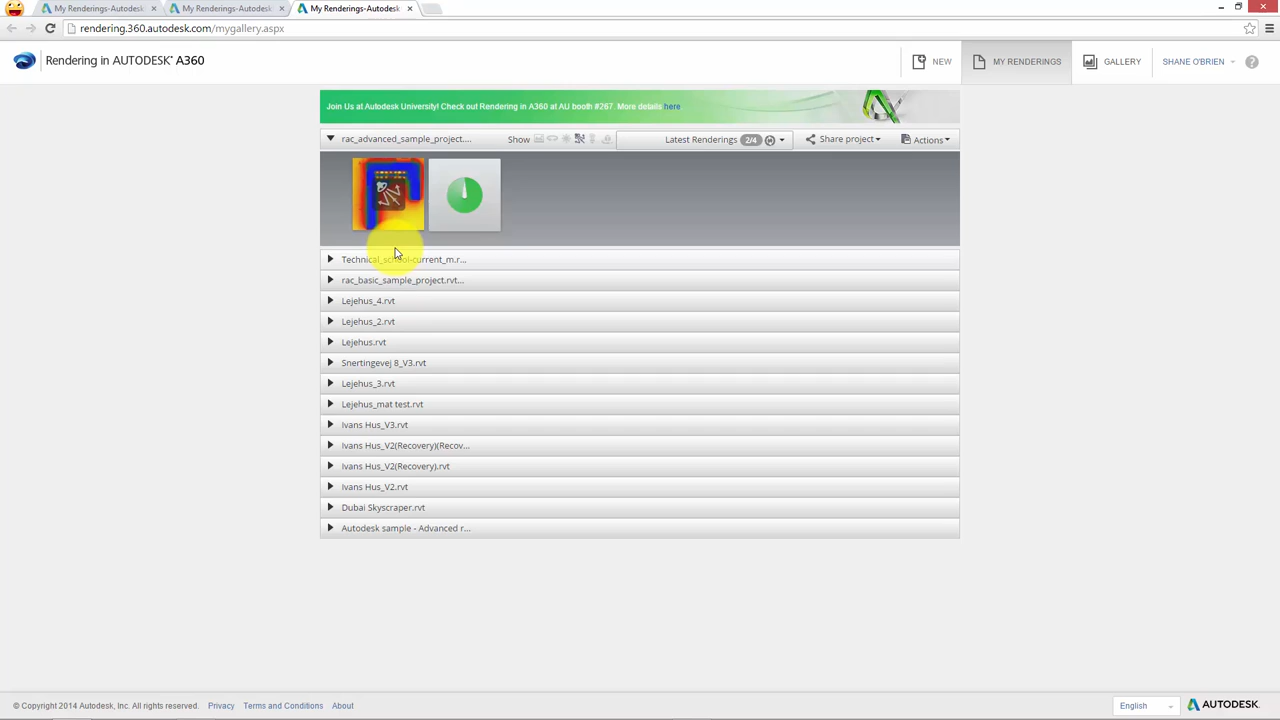 My Renderings-Autodesk
My Renderings-Autodesk
My Renderings-Autodesk
rendering.360.autodesk.com/mygallery.aspx
Rendering in AUTODESK® A360
NEW
MY RENDERINGS
GALLERY
SHANE O'BRIEN
?
Join Us at Autodesk University! Check out Rendering in A360 at AU booth #267. More details here
rac_advanced_sample_project....
Show
Latest Renderings 2/4
Share project
Actions
Technical_school-current_m.r...
rac_basic_sample_project.rvt...
Lejehus_4.rvt
Lejehus_2.rvt
Lejehus.rvt
Snertingevej 8_V3.rvt
Lejehus_3.rvt
Lejehus_mat test.rvt
Ivans Hus_V3.rvt
Ivans Hus_V2(Recovery)(Recov...
Ivans Hus_V2(Recovery).rvt
Ivans Hus_V2.rvt
Dubai Skyscraper.rvt
Autodesk sample - Advanced r...
© Copyright 2014 Autodesk, Inc. All rights reserved.
Privacy
Terms and Conditions
About
English
AUTODESK.